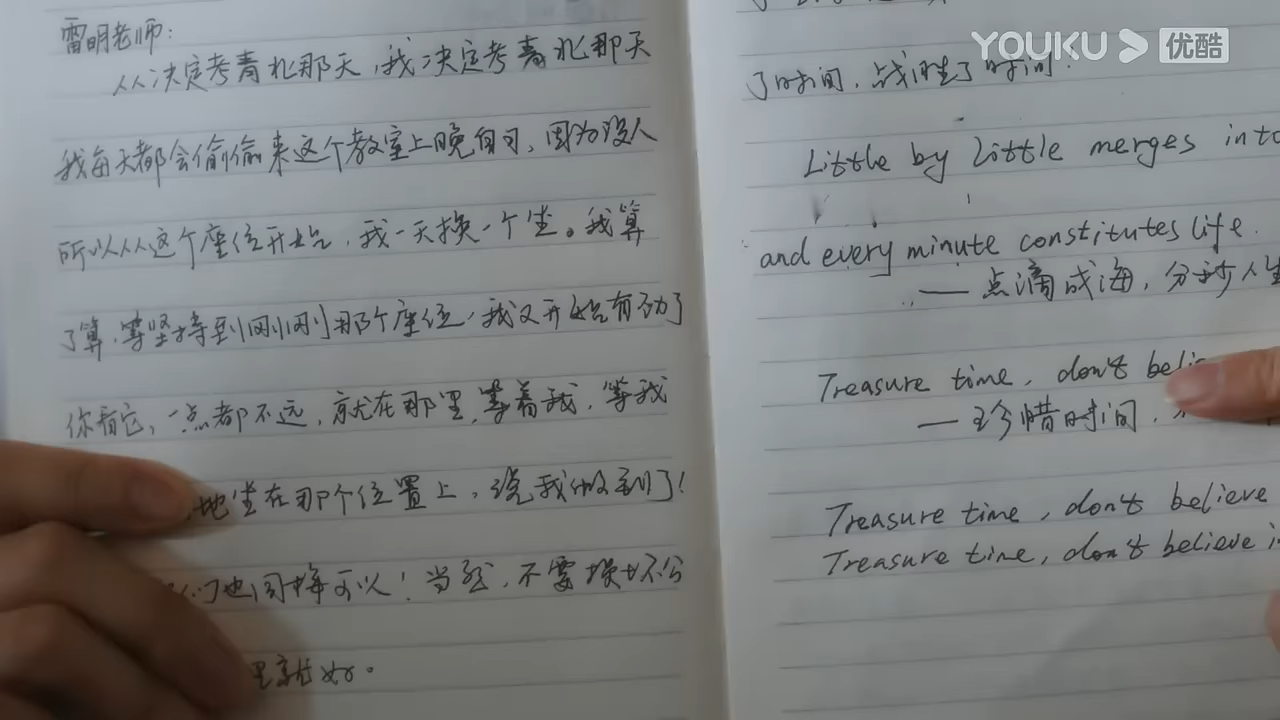 雷明老师:
从决定考青北那天,我决定考青北那天
我每天都会偷偷来这个教室上晚自习,因为没人
所以从这个座位开始,我一天换一个坐。我算
了算,等坚持到刚刚那个座位,我又开始有动了
你看它,一点都不远,就在那里,等着我,等我
地坐在那个位置上,说我做到了!
们也同样可以!当然,不要换坏公
里就好。
YOUKU 优酷
了时间,战胜了时间.
Little by little merges into
and every minute constitutes life.
—点滴成海,分秒人生
Treasure time, don't
—珍惜时间,
Treasure time, don't believe
Treasure time, don't believe